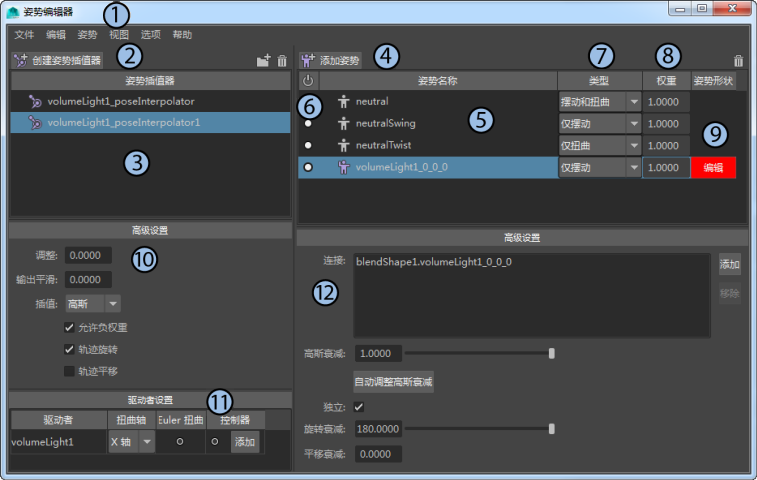 姿势编辑器
①
文件 编辑 姿势 视图 选项 帮助
创建姿势插值器 ②
姿势插值器
volumeLight1_poseInterpolator
volumeLight1_poseInterpolator1
③
高级设置
调整: 0.0000 ⑩
输出平滑: 0.0000
插值: 高斯
允许负权重
轨迹旋转
轨迹平移
驱动者设置 ⑪
驱动者 扭曲轴 Euler 扭曲 控制器
volumeLight1 X 轴 添加
添加姿势 ④ ⑦ ⑧
姿势名称 类型 权重 姿势形状
⑥ neutral 摆动和扭曲 1.0000
neutralSwing ⑤ 仅摆动 1.0000 ⑨
neutralTwist 仅扭曲 1.0000
volumeLight1_0_0_0 仅摆动 1.0000 编辑
高级设置
连接: blendShape1.volumeLight1_0_0_0 添加
⑫ 移除
高斯衰减: 1.0000
自动调整高斯衰减
独立:
旋转衰减: 180.0000
平移衰减: 0.0000